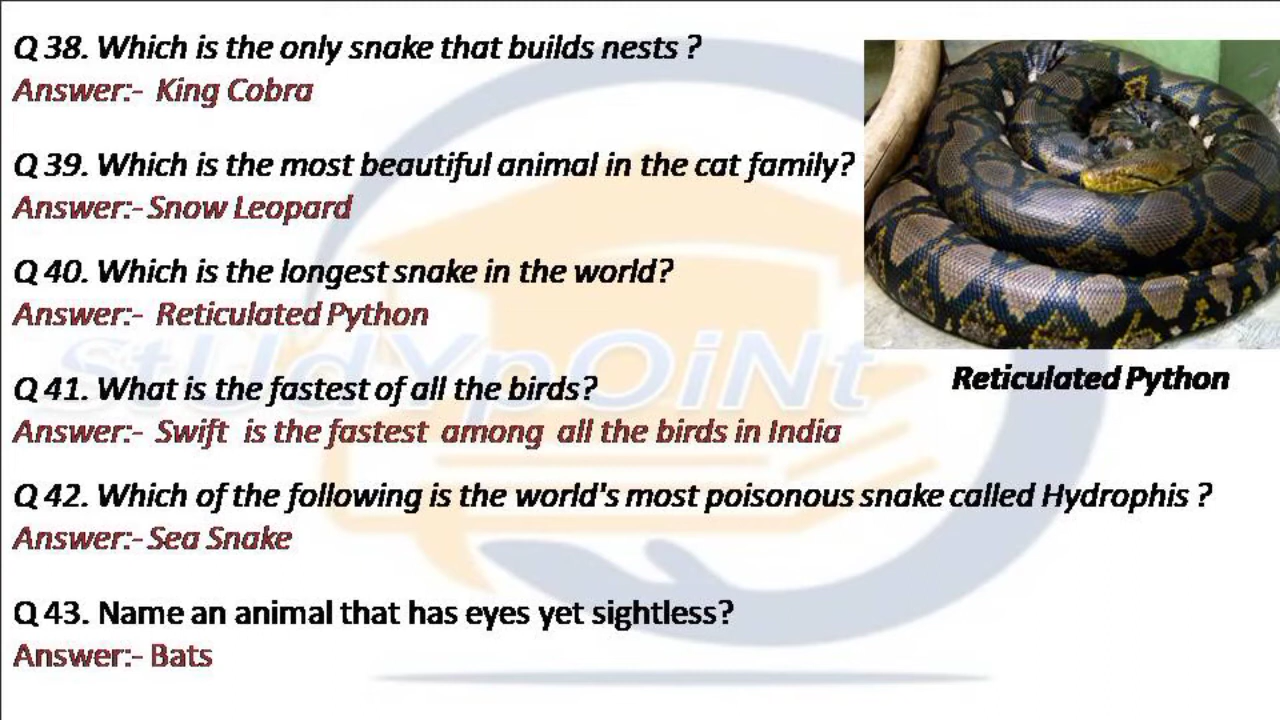 Q 38. Which is the only snake that builds nests ?
Answer:- King Cobra
Q 39. Which is the most beautiful animal in the cat family?
Answer:- Snow Leopard
Q 40. Which is the longest snake in the world?
Answer:- Reticulated Python
Reticulated Python
Q 41. What is the fastest of all the birds?
Answer:- Swift is the fastest among all the birds in India
Q 42. Which of the following is the world's most poisonous snake called Hydrophis ?
Answer:- Sea Snake
Q 43. Name an animal that has eyes yet sightless?
Answer:- Bats
StUdYpOiNt